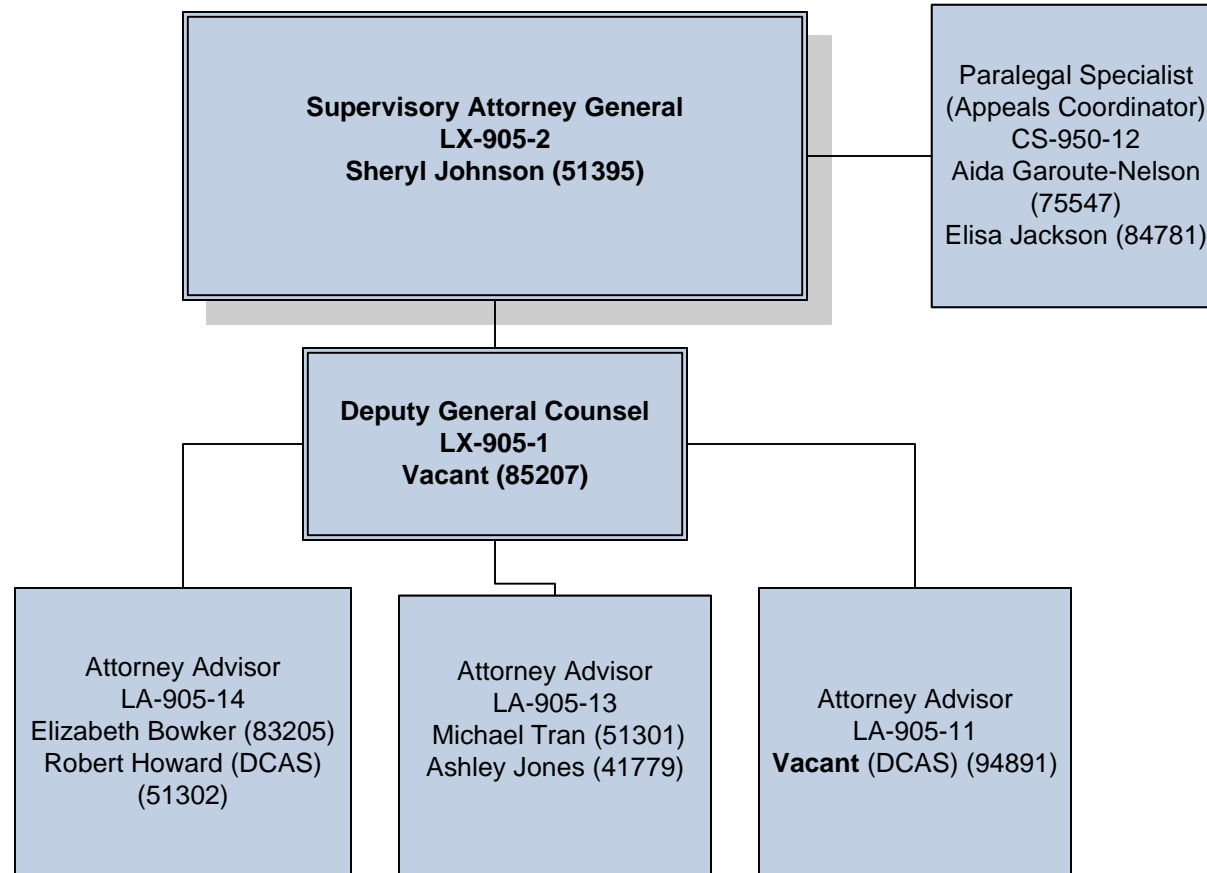 Supervisory Attorney General
LX-905-2
Sheryl Johnson (51395)
Paralegal Specialist
(Appeals Coordinator)
CS-950-12
Aida Garoute-Nelson
(75547)
Elisa Jackson (84781)
Deputy General Counsel
LX-905-1
Vacant (85207)
Attorney Advisor
LA-905-14
Elizabeth Bowker (83205)
Robert Howard (DCAS)
(51302)
Attorney Advisor
LA-905-13
Michael Tran (51301)
Ashley Jones (41779)
Attorney Advisor
LA-905-11
Vacant (DCAS) (94891)